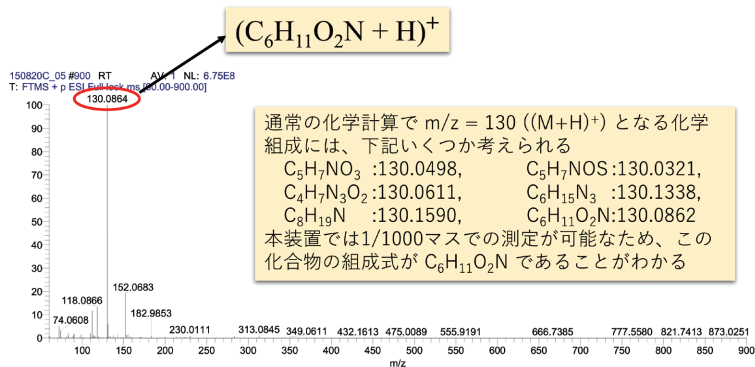 (C₆H₁₁O₂N + H)⁺
150820C_05 #900 RT AV: 1 NL: 6.75E8
T: FTMS + p ESI Full lock ms [60.00-900.00]
130.0864
通常の化学計算で m/z = 130 ((M+H)⁺) となる化学
組成には、下記いくつか考えられる
C₅H₇NO₃ :130.0498, C₅H₇NOS:130.0321,
C₄H₇N₃O₂:130.0611, C₆H₁₅N₃ :130.1338,
C₈H₁₉N :130.1590, C₆H₁₁O₂N:130.0862
本装置では1/1000マスでの測定が可能なため、この
化合物の組成式が C₆H₁₁O₂N であることがわかる
100
90
80
70
60
50
40
30
20
10
0
152.0683
118.0866
182.9853
74.0608
230.0111 313.0845 349.0611 432.1613 475.0089 555.9191 666.7385 777.5580 821.7413 873.0251
100 150 200 250 300 350 400 450 500 550 600 650 700 750 800 850 900
m/z